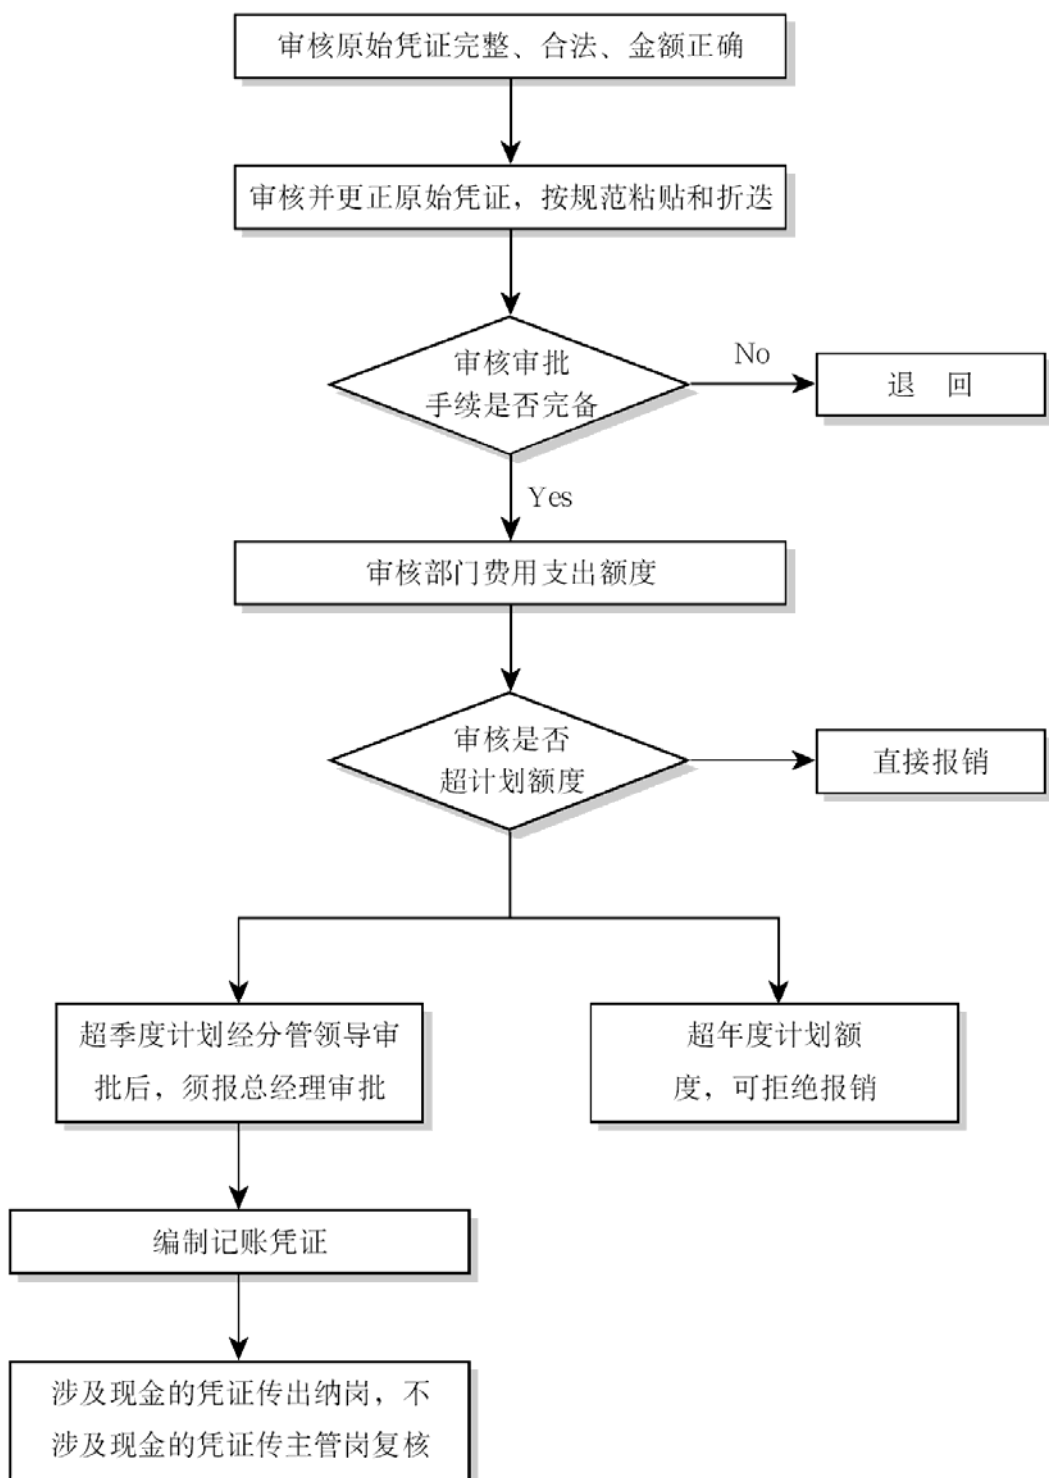 审核原始凭证完整、合法、金额正确
审核并更正原始凭证，按规范粘贴和折迭
审核审批
手续是否完备
No
退 回
Yes
审核部门费用支出额度
审核是否
超计划额度
直接报销
超季度计划经分管领导审
批后，须报总经理审批
超年度计划额
度，可拒绝报销
编制记账凭证
涉及现金的凭证传出纳岗，不
涉及现金的凭证传主管岗复核